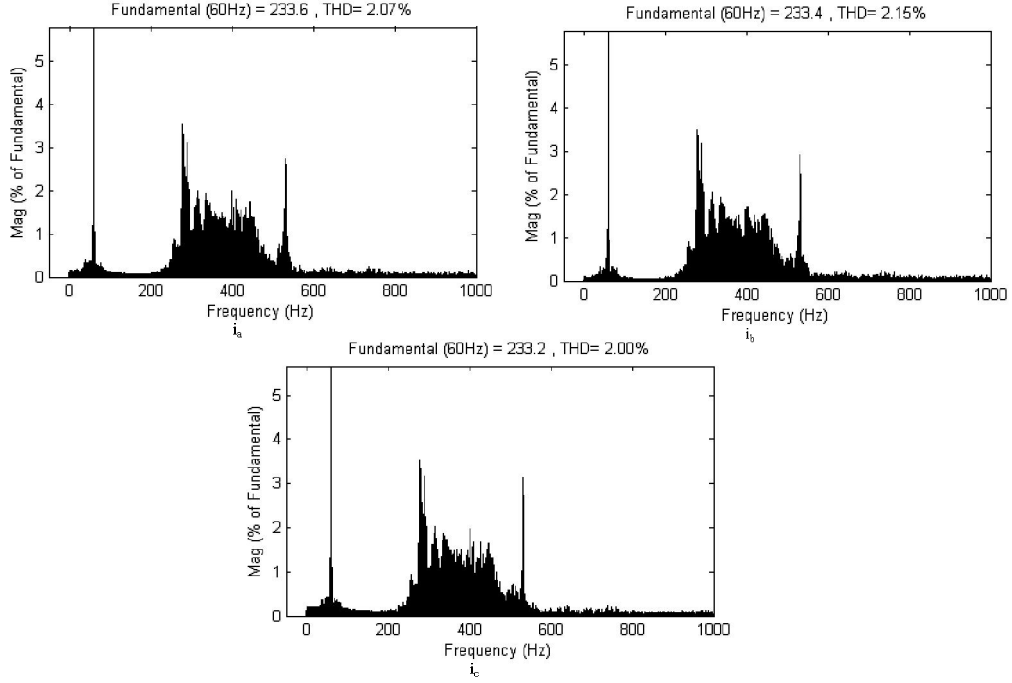 Fundamental (60Hz) = 233.6 , THD= 2.07%
Mag (% of Fundamental)
5
4
3
2
1
0
0 200 400 600 800 1000
Frequency (Hz)
ia
Fundamental (60Hz) = 233.4 , THD= 2.15%
Mag (% of Fundamental)
5
4
3
2
1
0
0 200 400 600 800 1000
Frequency (Hz)
ib
Fundamental (60Hz) = 233.2 , THD= 2.00%
Mag (% of Fundamental)
5
4
3
2
1
0
0 200 400 600 800 1000
Frequency (Hz)
ic